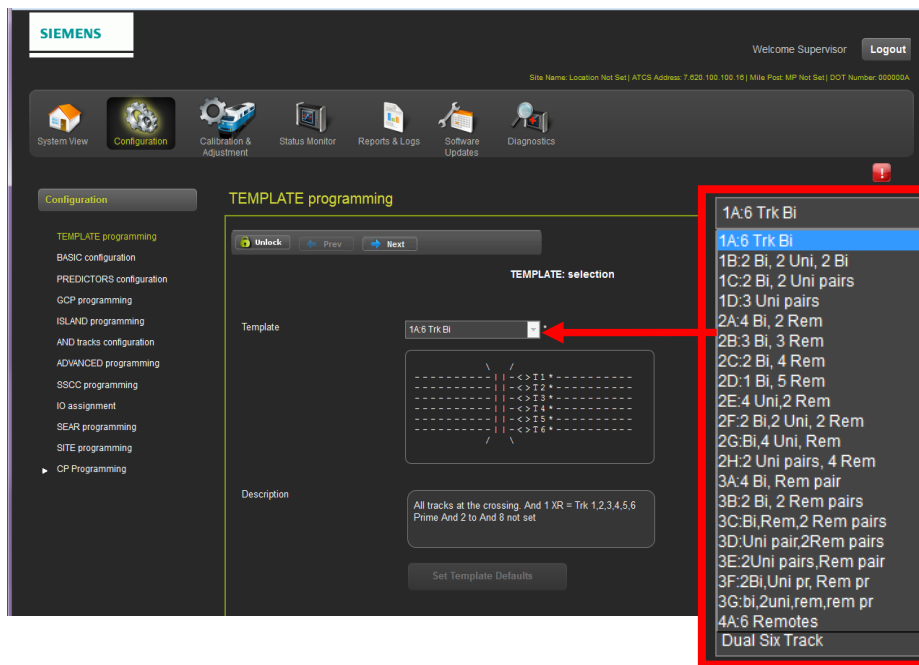 SIEMENS
Welcome Supervisor
Logout
Site Name: Location Not Set| ATCS Address: 7.620.100.100.16| Mile Post: MP Not Set| DOT Number: 000000A
System View
Configuration
Calibration & Adjustment
Status Monitor
Reports & Logs
Software Updates
Diagnostics
!
Configuration
TEMPLATE programming
BASIC configuration
PREDICTORS configuration
GCP programming
ISLAND programming
AND tracks configuration
ADVANCED programming
SSCC programming
IO assignment
SEAR programming
SITE programming
CP Programming
TEMPLATE programming
Unlock
Prev
Next
TEMPLATE: selection
Template
1A:6 Trk Bi
*
\ /
----------||-<>T1*----------
----------||-<>T2*----------
----------||-<>T3*----------
----------||-<>T4*----------
----------||-<>T5*----------
----------||-<>T6*----------
/ \
Description
All tracks at the crossing. And 1 XR = Trk 1,2,3,4,5,6
Prime And 2 to And 8 not set
Set Template Defaults
1A:6 Trk Bi
1A:6 Trk Bi
1B:2 Bi, 2 Uni, 2 Bi
1C:2 Bi, 2 Uni pairs
1D:3 Uni pairs
2A:4 Bi, 2 Rem
2B:3 Bi, 3 Rem
2C:2 Bi, 4 Rem
2D:1 Bi, 5 Rem
2E:4 Uni,2 Rem
2F:2 Bi,2 Uni, 2 Rem
2G:Bi,4 Uni, Rem
2H:2 Uni pairs, 4 Rem
3A:4 Bi, Rem pair
3B:2 Bi, 2 Rem pairs
3C:Bi,Rem,2 Rem pairs
3D:Uni pair,2Rem pairs
3E:2Uni pairs,Rem pair
3F:2Bi,Uni pr, Rem pr
3G:bi,2uni,rem,rem pr
4A:6 Remotes
Dual Six Track